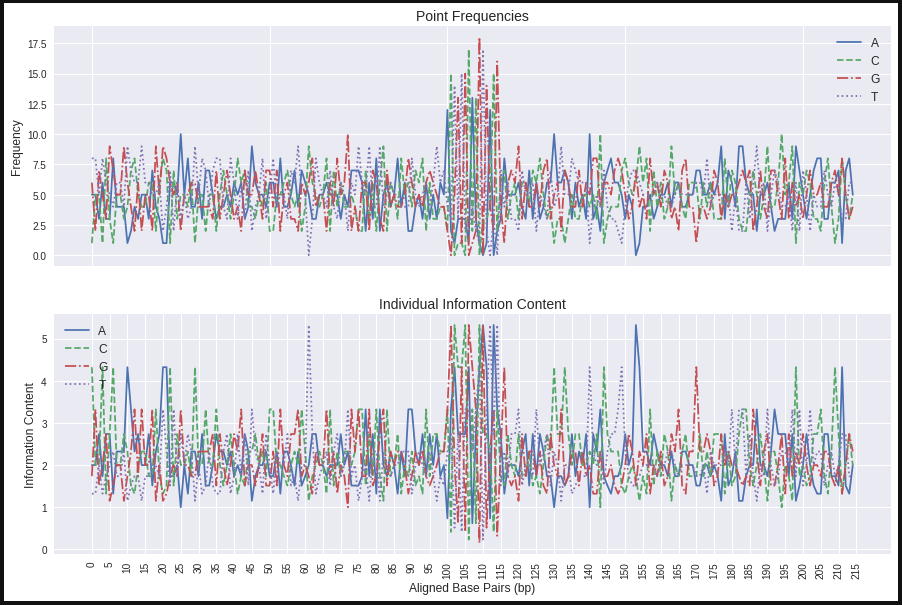 Point Frequencies
17.5
15.0
12.5
10.0
7.5
5.0
2.5
0.0
Frequency
A
C
G
T
Individual Information Content
5
4
3
2
1
0
Information Content
A
C
G
T
0 5 10 15 20 25 30 35 40 45 50 55 60 65 70 75 80 85 90 95 100 105 110 115 120 125 130 135 140 145 150 155 160 165 170 175 180 185 190 195 200 205 210 215
Aligned Base Pairs (bp)